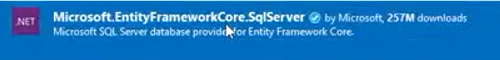 .NET
Microsoft.EntityFrameworkCore.SqlServer by Microsoft, 257M downloads
Microsoft SQL Server database provider for Entity Framework Core.